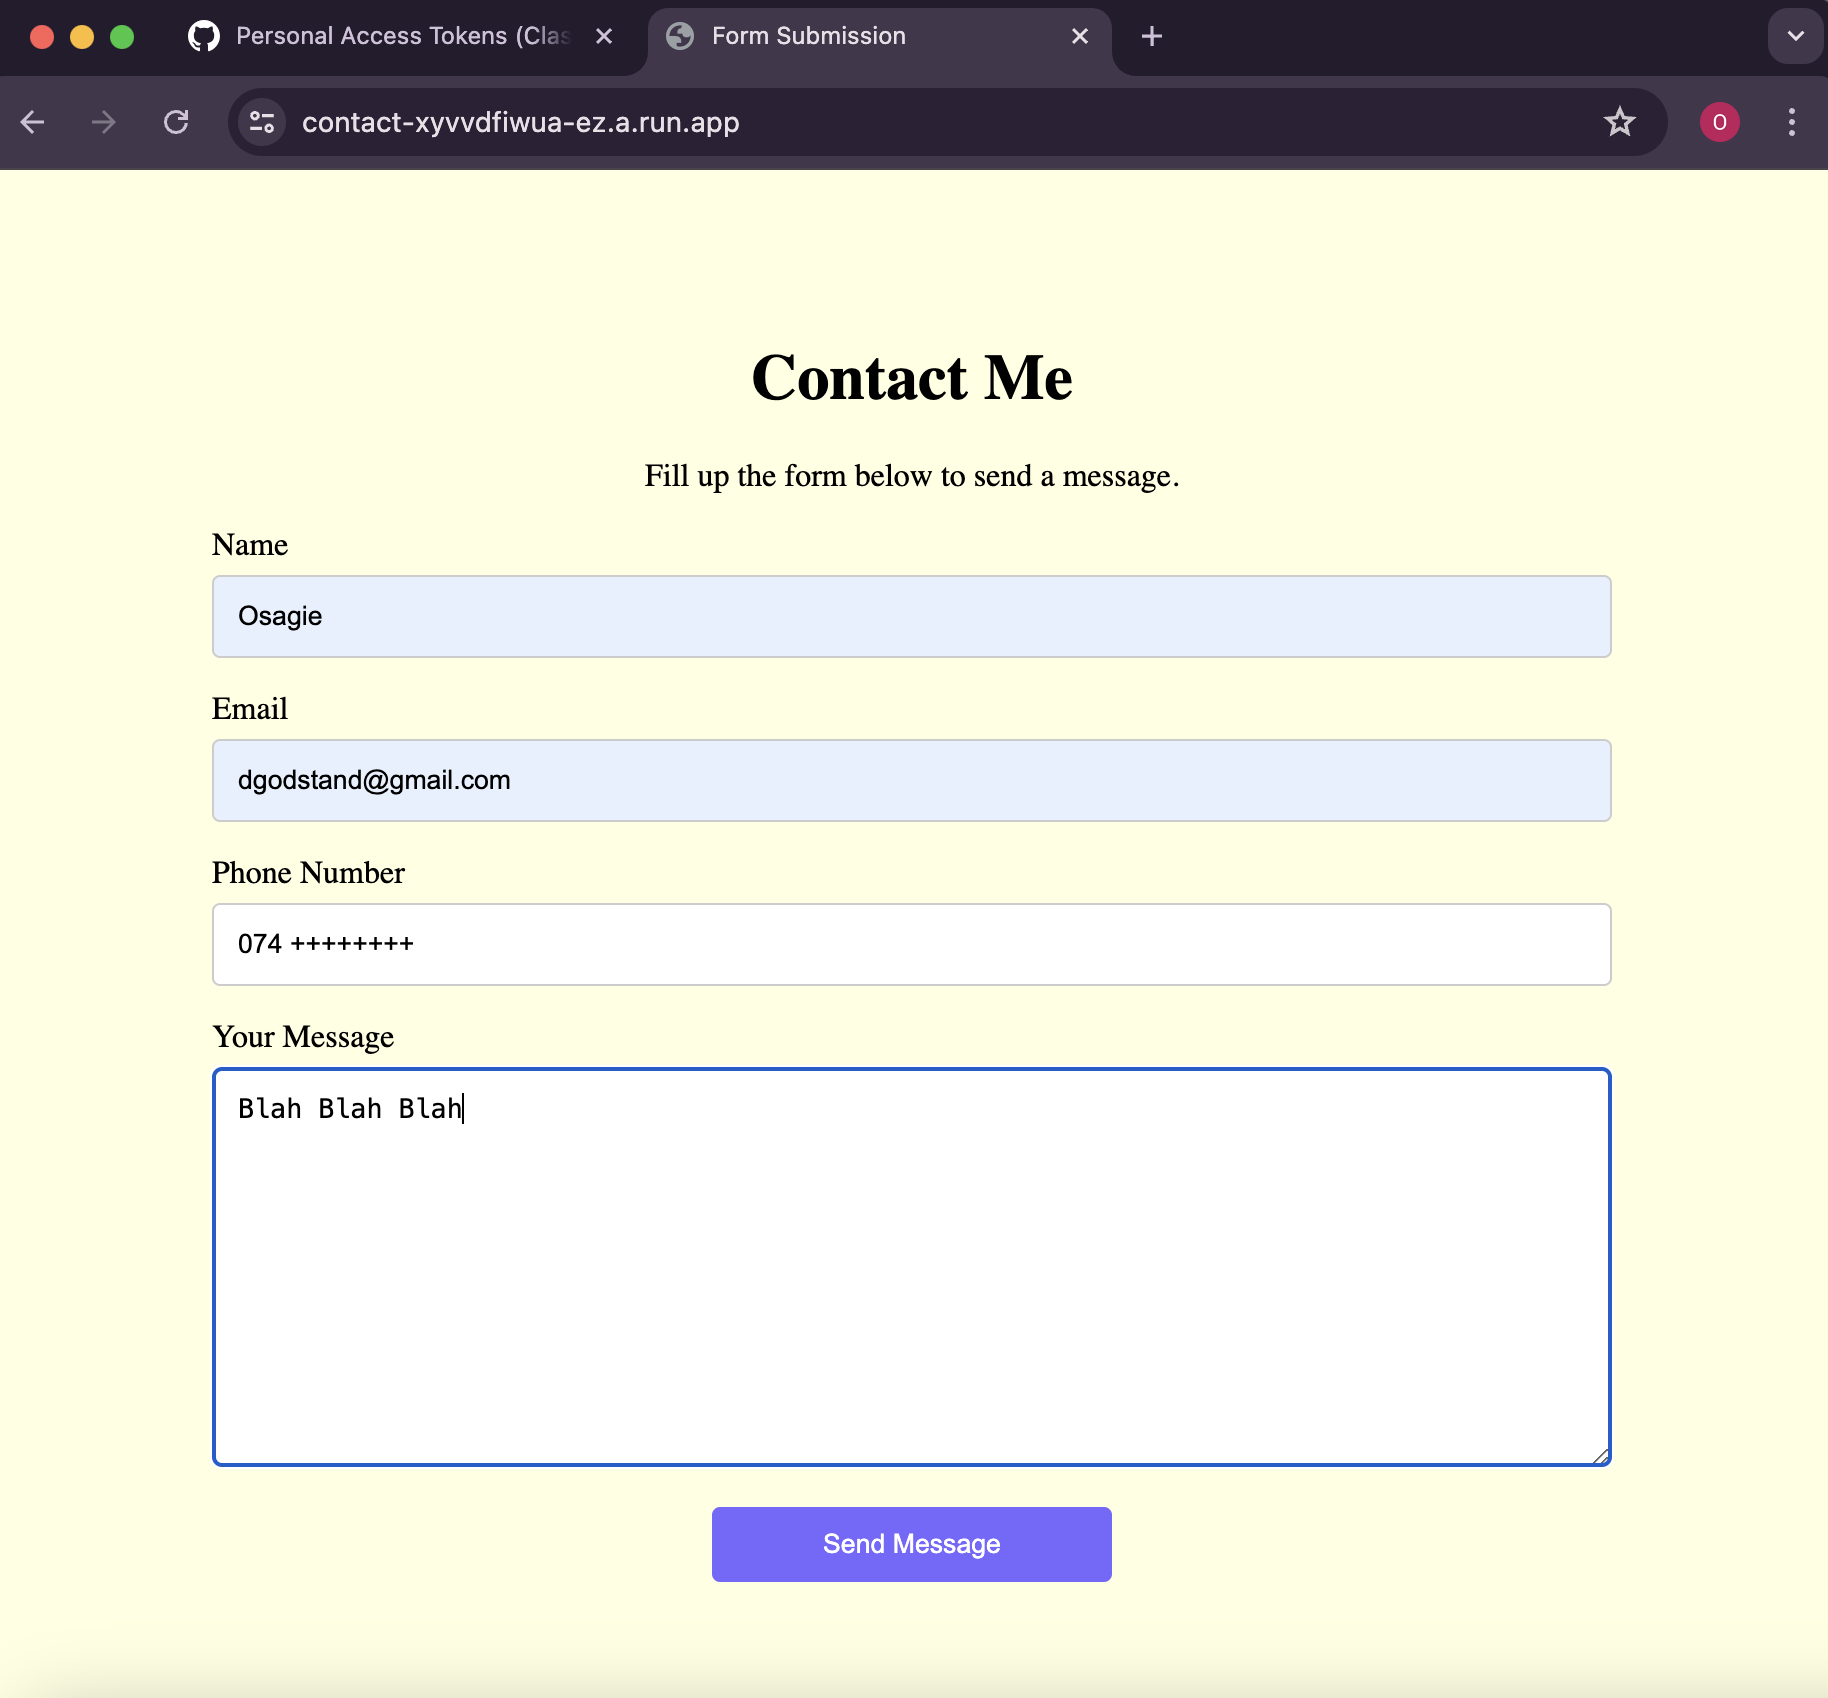 Personal Access Tokens (Clas
Form Submission
contact-xyvvdfiwua-ez.a.run.app
O
Contact Me
Fill up the form below to send a message.
Name
Osagie
Email
dgodstand@gmail.com
Phone Number
074 ++++++++
Your Message
Blah Blah Blah
Send Message